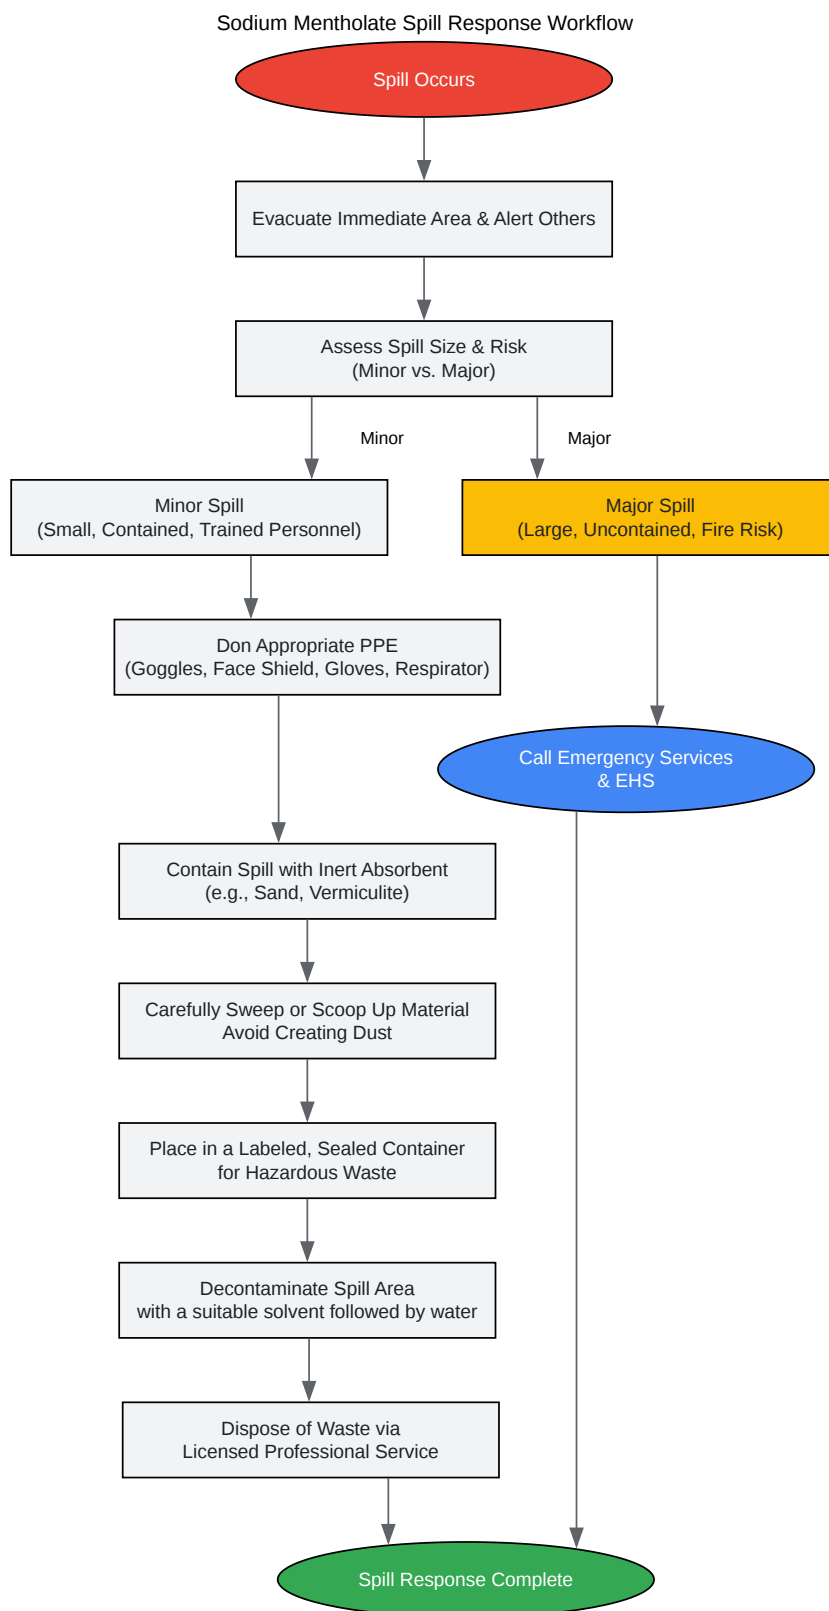 Sodium Mentholate Spill Response Workflow
Spill Occurs
Evacuate Immediate Area & Alert Others
Assess Spill Size & Risk
(Minor vs. Major)
Minor
Major
Minor Spill
(Small, Contained, Trained Personnel)
Major Spill
(Large, Uncontained, Fire Risk)
Don Appropriate PPE
(Goggles, Face Shield, Gloves, Respirator)
Call Emergency Services
& EHS
Contain Spill with Inert Absorbent
(e.g., Sand, Vermiculite)
Carefully Sweep or Scoop Up Material
Avoid Creating Dust
Place in a Labeled, Sealed Container
for Hazardous Waste
Decontaminate Spill Area
with a suitable solvent followed by water
Dispose of Waste via
Licensed Professional Service
Spill Response Complete